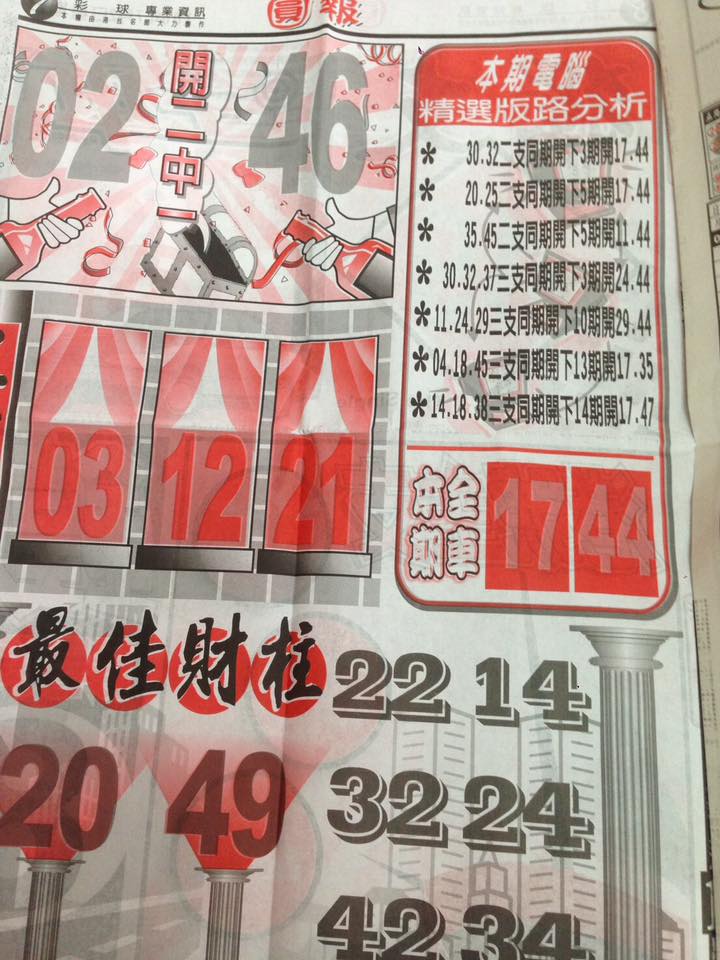 彩 球 專業資訊
報
02
開二中一
46
本期電腦
精選版路分析
* 30.32二支同期開下3期開17.44
* 20.25二支同期開下5期開17.44
* 35.45二支同期開下5期開11.44
* 30.32.37三支同期開下3期開24.44
* 11.24.29三支同期開下10期開29.44
* 04.18.45三支同期開下13期開17.35
* 14.18.38三支同期開下14期開17.47
03 12 21
本期
全車
17 44
最佳財柱
20 49
22 14
32 24
42 34